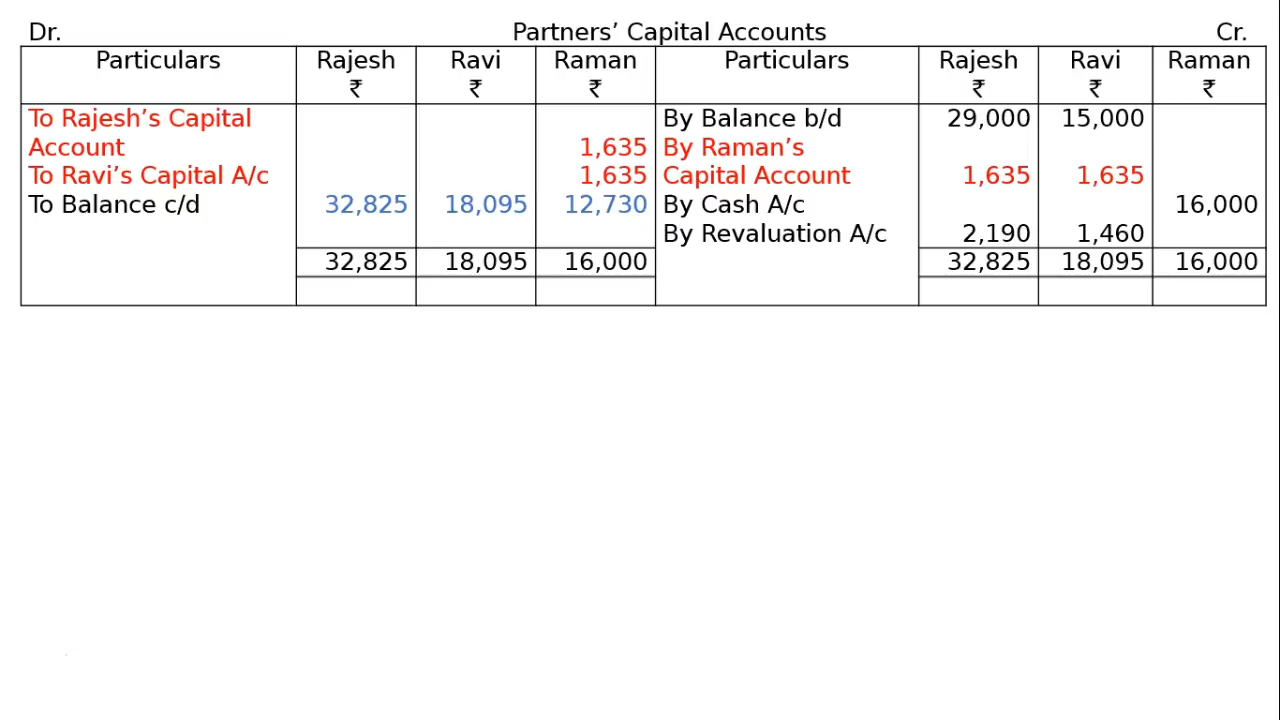 Dr. Partners’ Capital Accounts Cr.
Particulars Rajesh Ravi Raman Particulars Rajesh Ravi Raman
₹ ₹ ₹ ₹ ₹ ₹
To Rajesh’s Capital By Balance b/d 29,000 15,000
Account 1,635 By Raman’s
To Ravi’s Capital A/c 1,635 Capital Account 1,635 1,635
To Balance c/d 32,825 18,095 12,730 By Cash A/c 16,000
By Revaluation A/c 2,190 1,460
32,825 18,095 16,000 32,825 18,095 16,000